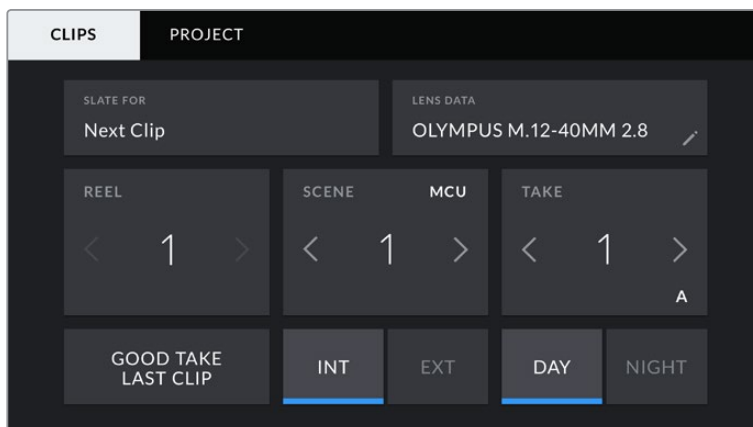 CLIPS PROJECT
SLATE FOR LENS DATA
Next Clip OLYMPUS M.12-40MM 2.8
REEL SCENE MCU TAKE
< 1 > < 1 > < 1 >
A
GOOD TAKE
LAST CLIP
INT EXT DAY NIGHT